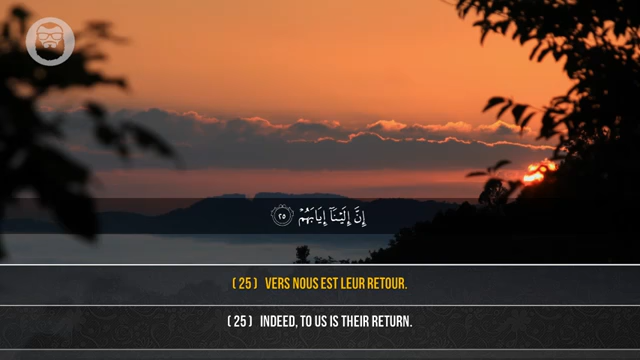 إِنَّ إِلَيْنَآ إِيَابَهُمْ ٢٥
( 25 ) VERS NOUS EST LEUR RETOUR.
( 25 ) INDEED, TO US IS THEIR RETURN.